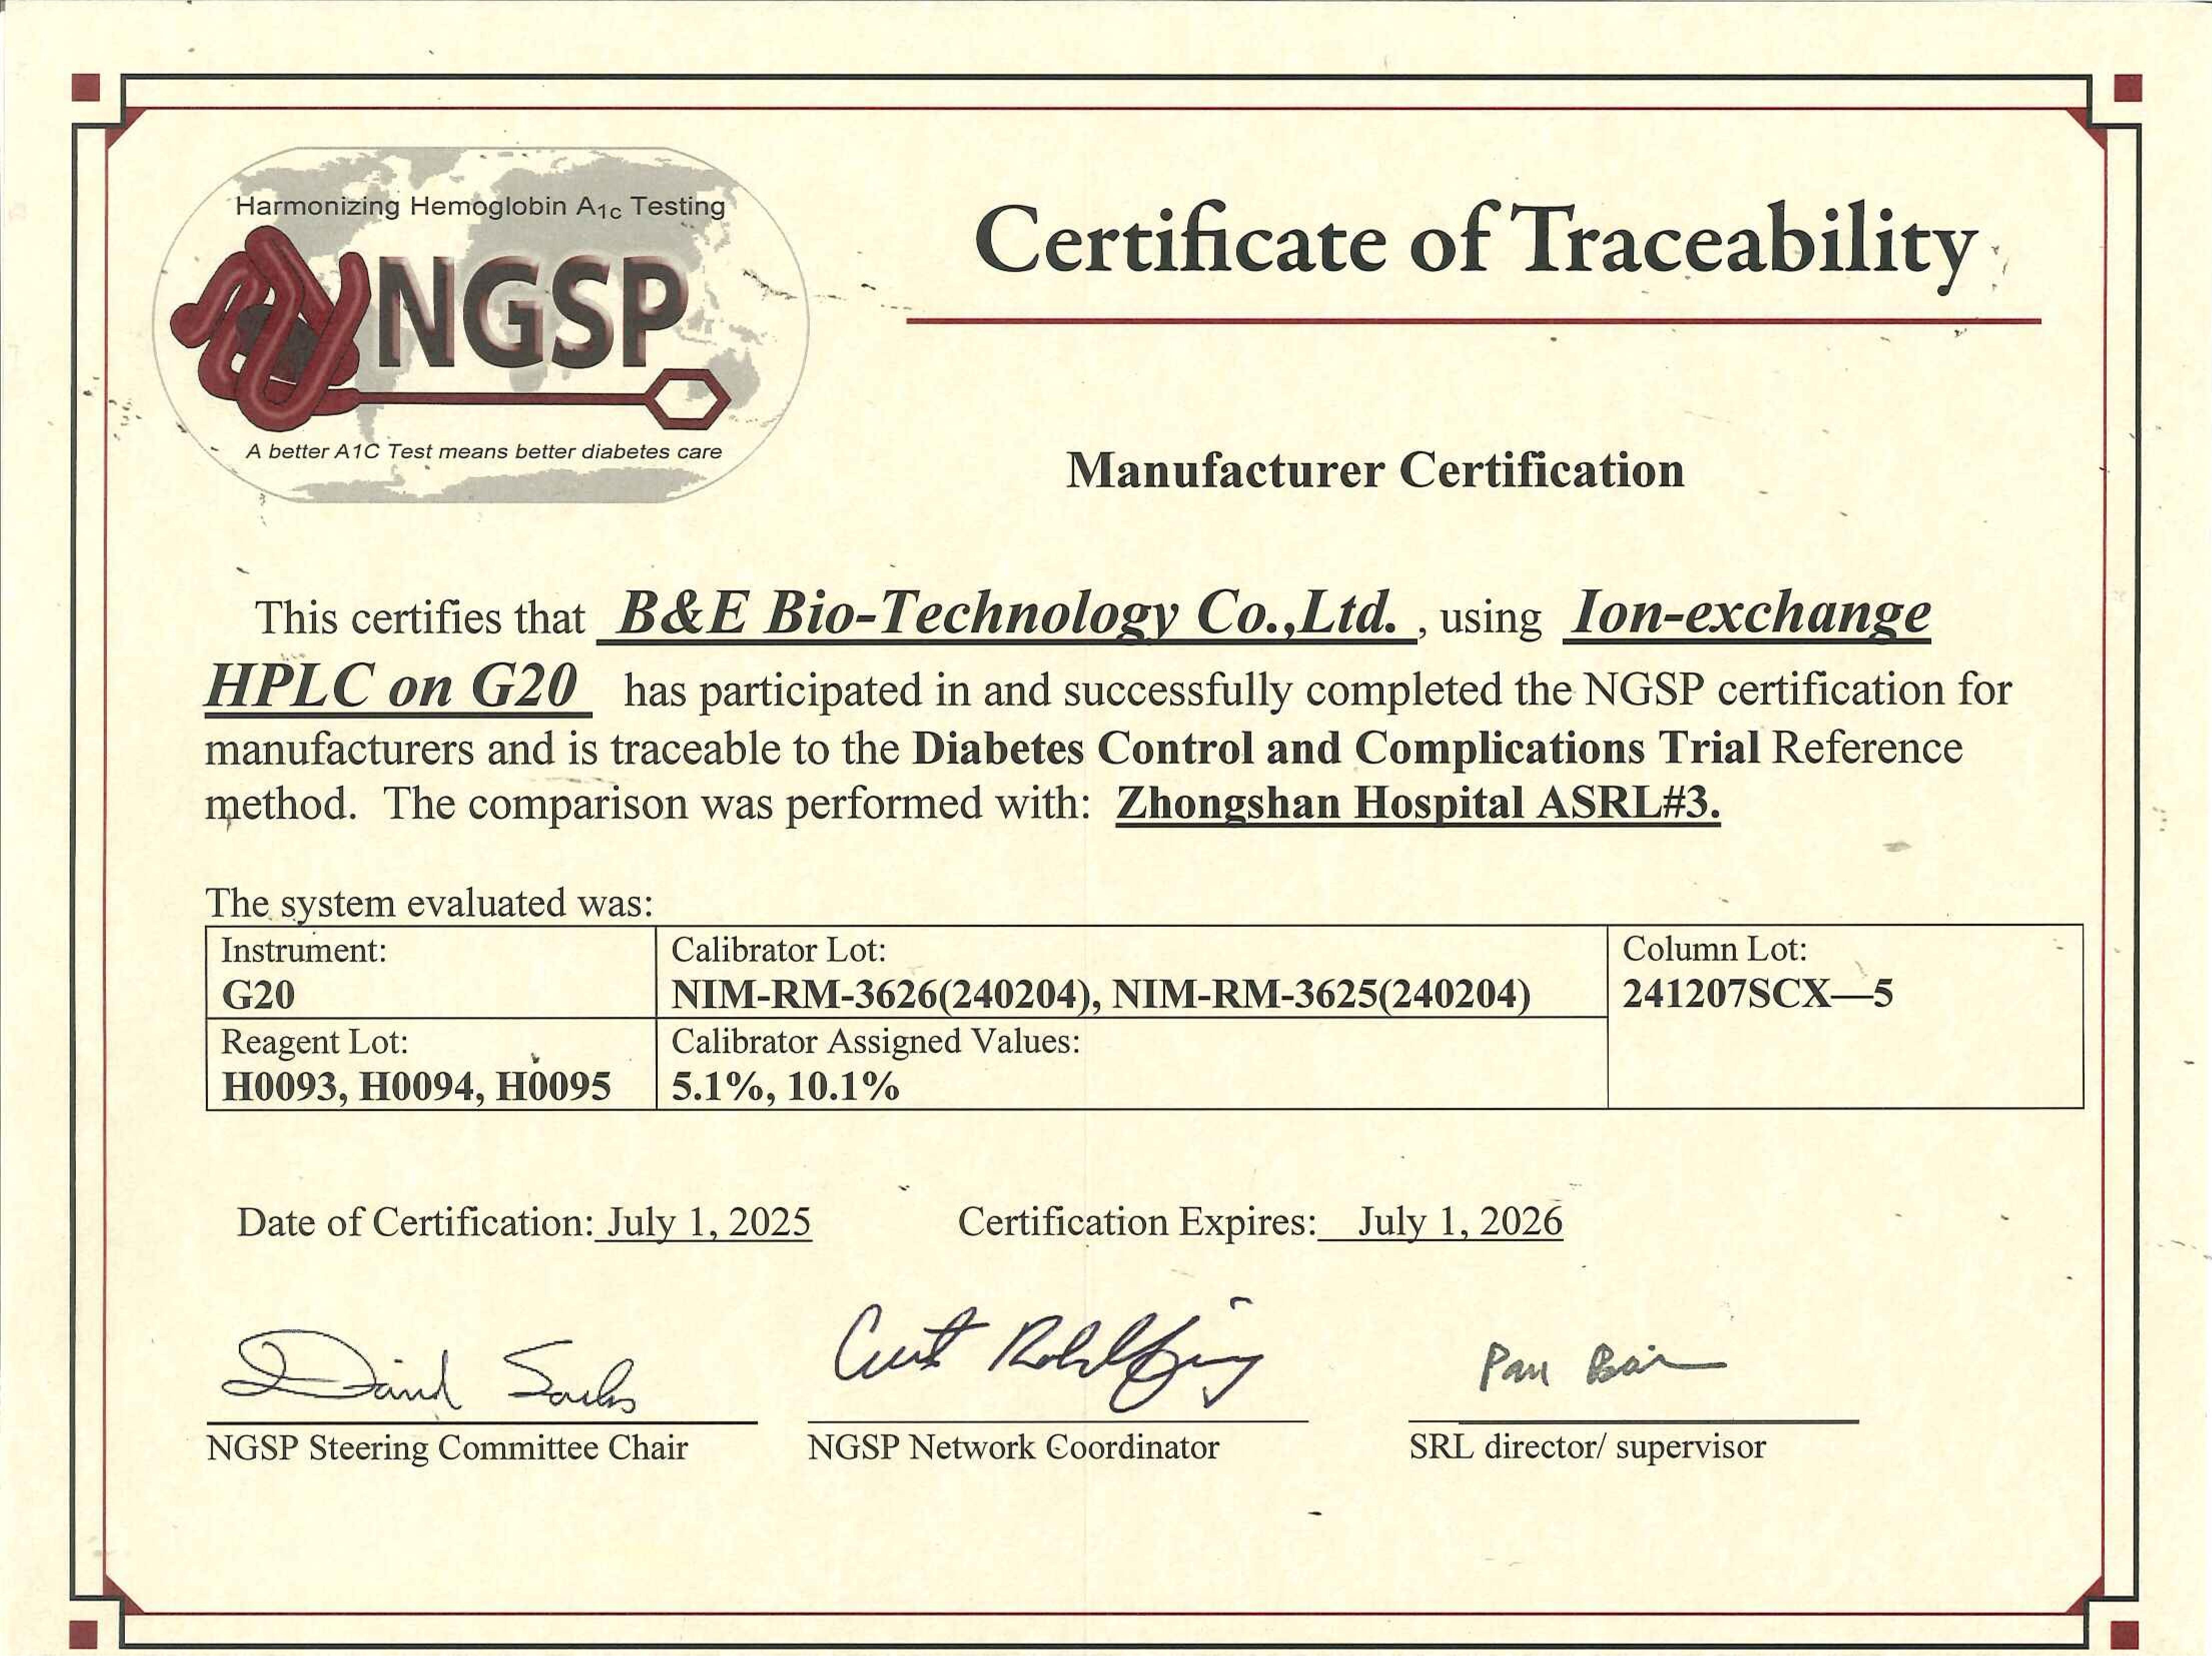 Harmonizing Hemoglobin A1c Testing
NGSP
A better A1C Test means better diabetes care
Certificate of Traceability
Manufacturer Certification
This certifies that B&E Bio-Technology Co.,Ltd. , using Ion-exchange
HPLC on G20 has participated in and successfully completed the NGSP certification for
manufacturers and is traceable to the Diabetes Control and Complications Trial Reference
method. The comparison was performed with: Zhongshan Hospital ASRL#3.
The system evaluated was:
Instrument:
G20
Calibrator Lot:
NIM-RM-3626(240204), NIM-RM-3625(240204)
Column Lot:
241207SCX—5
Reagent Lot:
H0093, H0094, H0095
Calibrator Assigned Values:
5.1%, 10.1%
Date of Certification: July 1, 2025 Certification Expires: July 1, 2026
David Sacks
Curt Rohlfing
NGSP Steering Committee Chair
NGSP Network Coordinator
SRL director/ supervisor